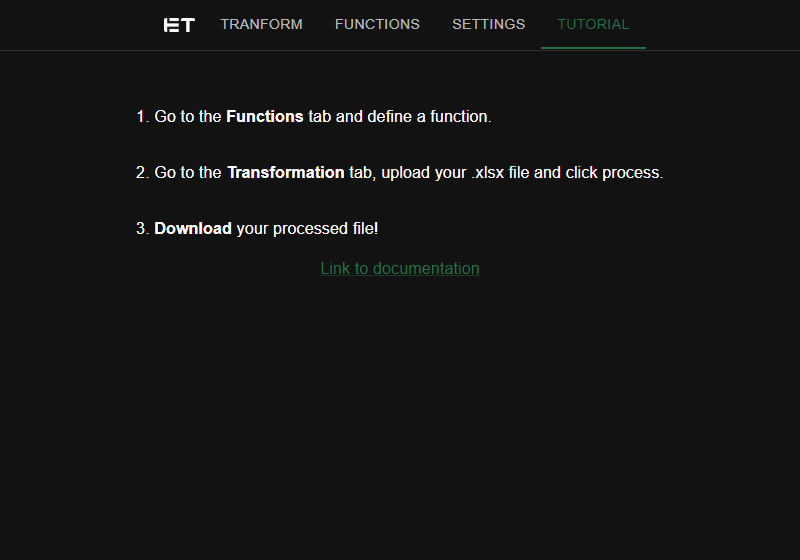 ET TRANFORM FUNCTIONS SETTINGS TUTORIAL
1. Go to the Functions tab and define a function.
2. Go to the Transformation tab, upload your .xlsx file and click process.
3. Download your processed file!
Link to documentation